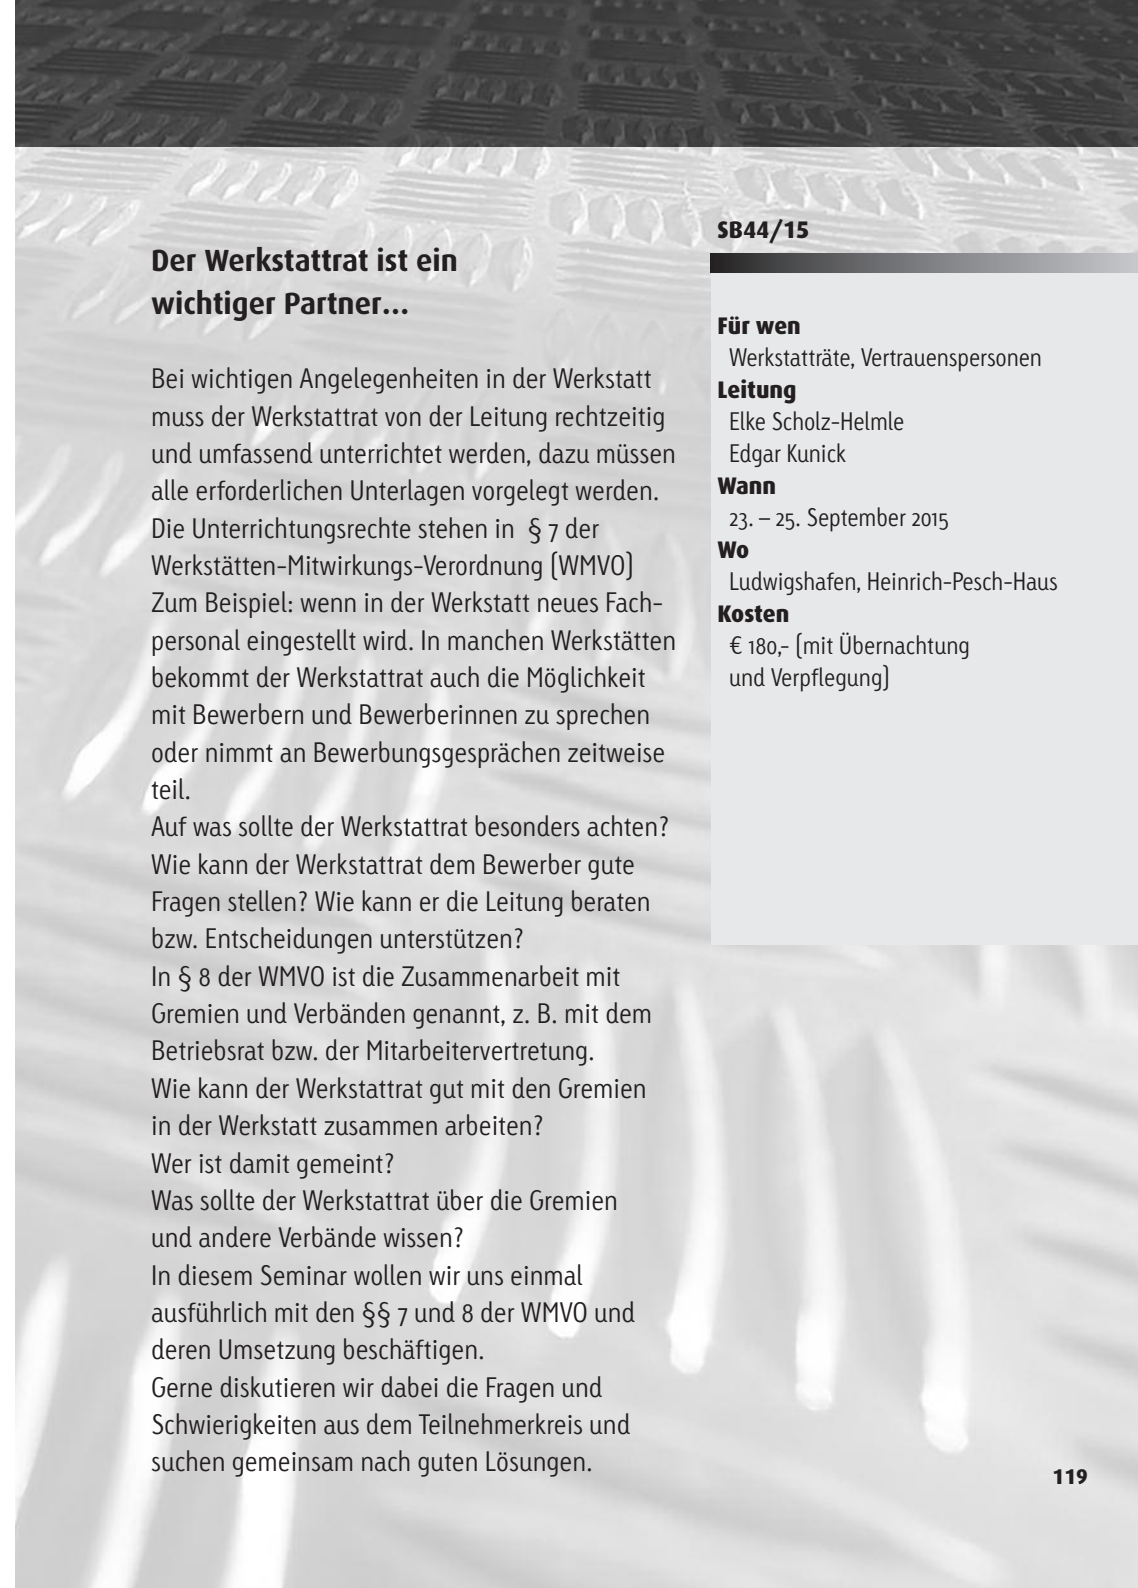 Der Werkstattrat ist ein
wichtiger Partner...
Bei wichtigen Angelegenheiten in der Werkstatt
muss der Werkstattrat von der Leitung rechtzeitig
und umfassend unterrichtet werden, dazu müssen
alle erforderlichen Unterlagen vorgelegt werden.
Die Unterrichtungsrechte stehen in § 7 der
Werkstätten-Mitwirkungs-Verordnung (WMVO)
Zum Beispiel: wenn in der Werkstatt neues Fach-
personal eingestellt wird. In manchen Werkstätten
bekommt der Werkstattrat auch die Möglichkeit
mit Bewerbern und Bewerberinnen zu sprechen
oder nimmt an Bewerbungsgesprächen zeitweise
teil.
Auf was sollte der Werkstattrat besonders achten?
Wie kann der Werkstattrat dem Bewerber gute
Fragen stellen? Wie kann er die Leitung beraten
bzw. Entscheidungen unterstützen?
In § 8 der WMVO ist die Zusammenarbeit mit
Gremien und Verbänden genannt, z. B. mit dem
Betriebsrat bzw. der Mitarbeitervertretung.
Wie kann der Werkstattrat gut mit den Gremien
in der Werkstatt zusammen arbeiten?
Wer ist damit gemeint?
Was sollte der Werkstattrat über die Gremien
und andere Verbände wissen?
In diesem Seminar wollen wir uns einmal
ausführlich mit den §§ 7 und 8 der WMVO und
deren Umsetzung beschäftigen.
Gerne diskutieren wir dabei die Fragen und
Schwierigkeiten aus dem Teilnehmerkreis und
suchen gemeinsam nach guten Lösungen.
SB44/15
Für wen
Werkstatträte, Vertrauenspersonen
Leitung
Elke Scholz-Helmle
Edgar Kunick
Wann
23. – 25. September 2015
Wo
Ludwigshafen, Heinrich-Pesch-Haus
Kosten
€ 180,- (mit Übernachtung
und Verpflegung)
119